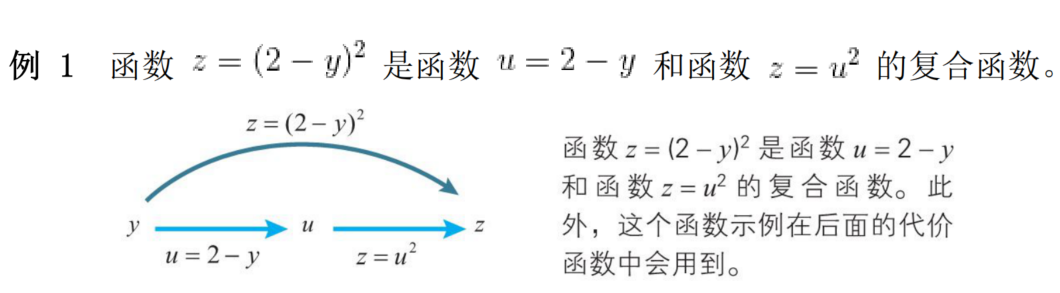 例 1 函数 z = (2 − y)² 是函数 u = 2 − y 和函数 z = u² 的复合函数。
z = (2 − y)²
y u z
u = 2 − y z = u²
函数 z = (2 − y)² 是函数 u = 2 − y
和函数 z = u² 的复合函数。此
外，这个函数示例在后面的代价
函数中会用到。